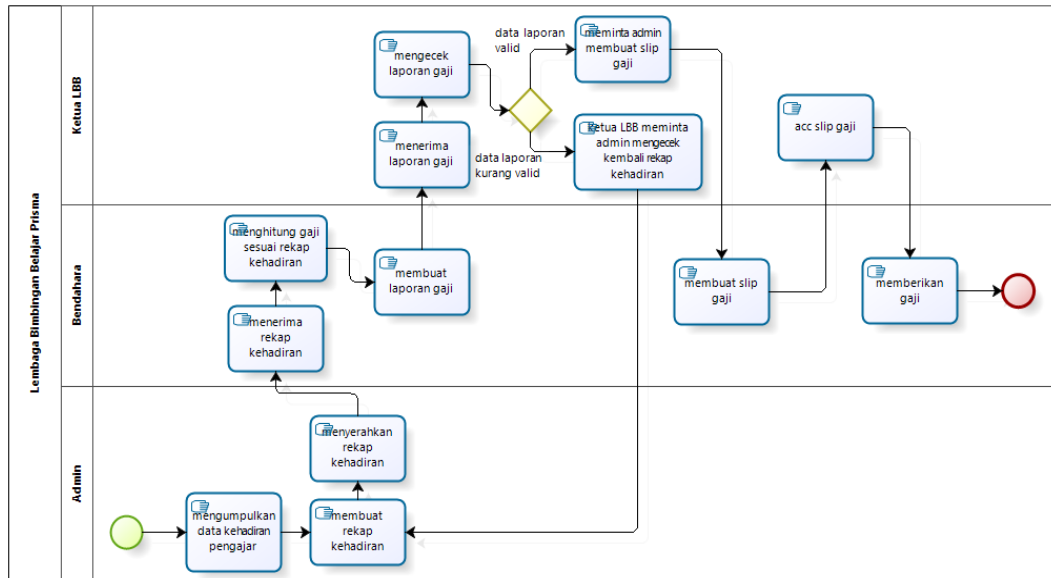 Lembaga Bimbingan Belajar Prisma
Ketua LBB
mengecek
laporan gaji
menerima
laporan gaji
data laporan
valid
data laporan
kurang valid
meminta admin
membuat slip
gaji
ketua LBB meminta
admin mengecek
kembali rekap
kehadiran
acc slip gaji
Bendahara
menghitung gaji
sesuai rekap
kehadiran
menerima
rekap
kehadiran
membuat
laporan gaji
membuat slip
gaji
memberikan
gaji
Admin
menyerahkan
rekap
kehadiran
mengumpulkan
data kehadiran
pengajar
membuat
rekap
kehadiran